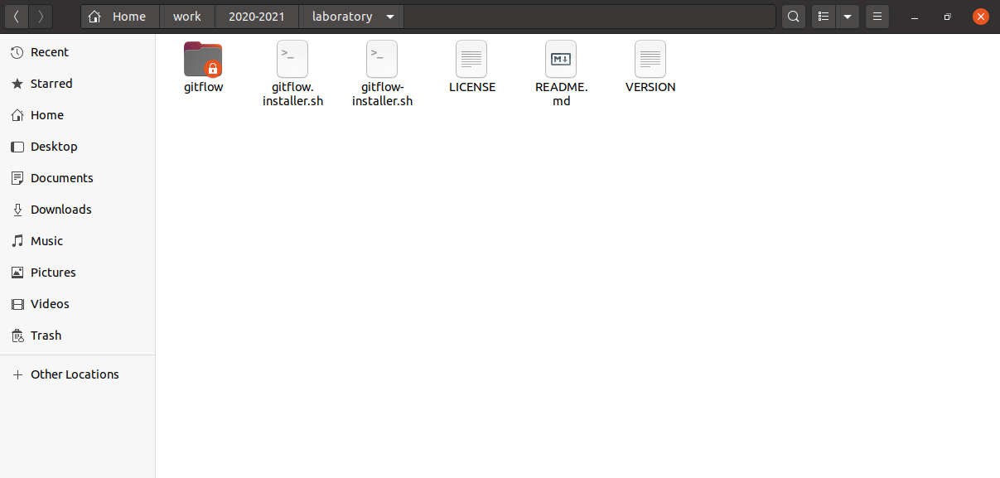 Home work 2020-2021 laboratory
Recent
Starred
Home
Desktop
Documents
Downloads
Music
Pictures
Videos
Trash
Other Locations
gitflow
gitflow.
installer.sh
gitflow-
installer.sh
LICENSE
README.
md
VERSION